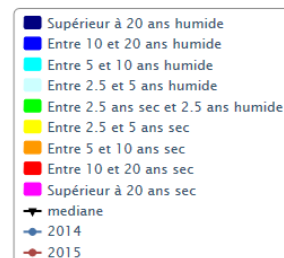 Supérieur à 20 ans humide
Entre 10 et 20 ans humide
Entre 5 et 10 ans humide
Entre 2.5 et 5 ans humide
Entre 2.5 ans sec et 2.5 ans humide
Entre 2.5 et 5 ans sec
Entre 5 et 10 ans sec
Entre 10 et 20 ans sec
Supérieur à 20 ans sec
mediane
2014
2015